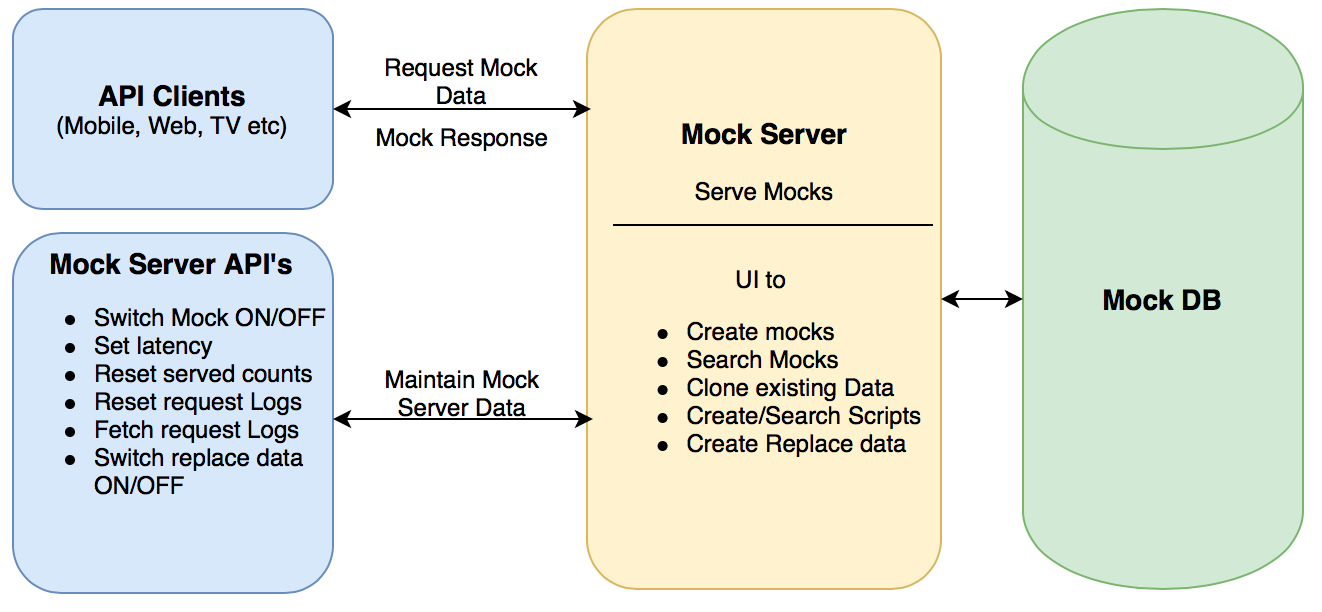 API Clients
(Mobile, Web, TV etc)
Request Mock
Data
Mock Response
Mock Server API's
● Switch Mock ON/OFF
● Set latency
● Reset served counts
● Reset request Logs
● Fetch request Logs
● Switch replace data
ON/OFF
Maintain Mock
Server Data
Mock Server
Serve Mocks
UI to
● Create mocks
● Search Mocks
● Clone existing Data
● Create/Search Scripts
● Create Replace data
Mock DB